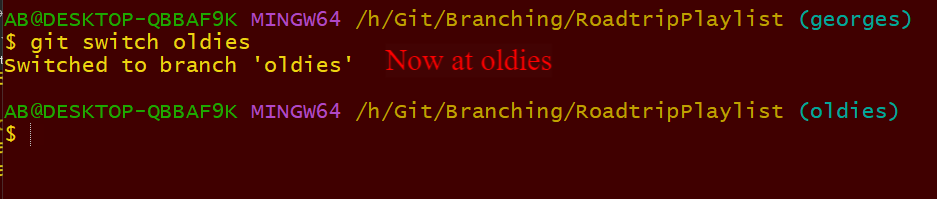 AB@DESKTOP-QBBAF9K MINGW64 /h/Git/Branching/RoadtripPlaylist (georges)
$ git switch oldies
Switched to branch 'oldies' Now at oldies
AB@DESKTOP-QBBAF9K MINGW64 /h/Git/Branching/RoadtripPlaylist (oldies)
$